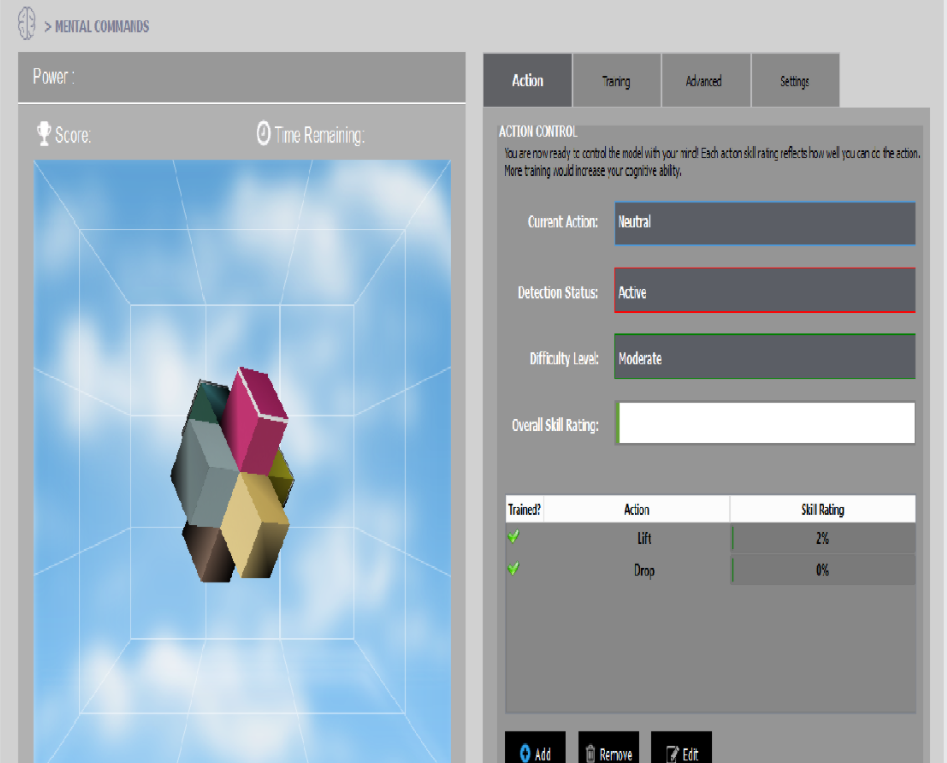 > MENTAL COMMANDS
Power :
Score:
Time Remaining:
Action
Training
Advanced
Settings
ACTION CONTROL
You are now ready to control the model with your mind! Each action skill rating reflects how well you can do the action.
More training would increase your cognitive ability.
Current Action:
Neutral
Detection Status:
Active
Difficulty Level:
Moderate
Overall Skill Rating:
Trained?
Action
Skill Rating
Lift
2%
Drop
0%
Add
Remove
Edit